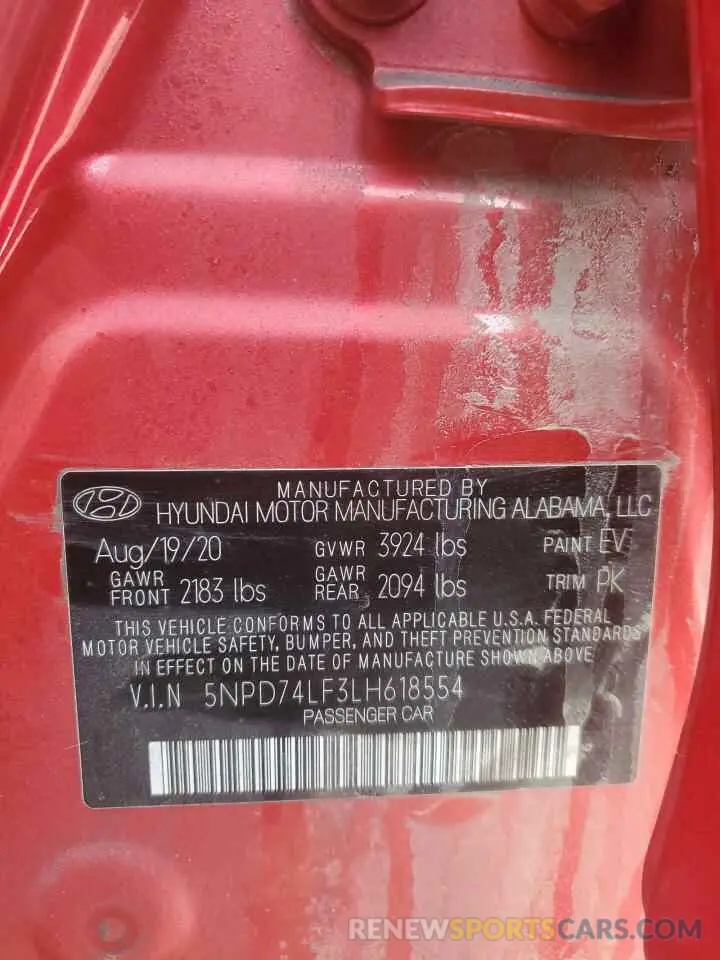 MANUFACTURED BY
HYUNDAI MOTOR MANUFACTURING ALABAMA, LLC
Aug/19/20 GVWR 3924 lbs PAINT EV
GAWR FRONT 2183 lbs GAWR REAR 2094 lbs TRIM PK
THIS VEHICLE CONFORMS TO ALL APPLICABLE U.S.A. FEDERAL
MOTOR VEHICLE SAFETY, BUMPER, AND THEFT PREVENTION STANDARDS
IN EFFECT ON THE DATE OF MANUFACTURE SHOWN ABOVE.
V.I.N 5NPD74LF3LH618554
PASSENGER CAR
RENEWSPORTSCARS.COM